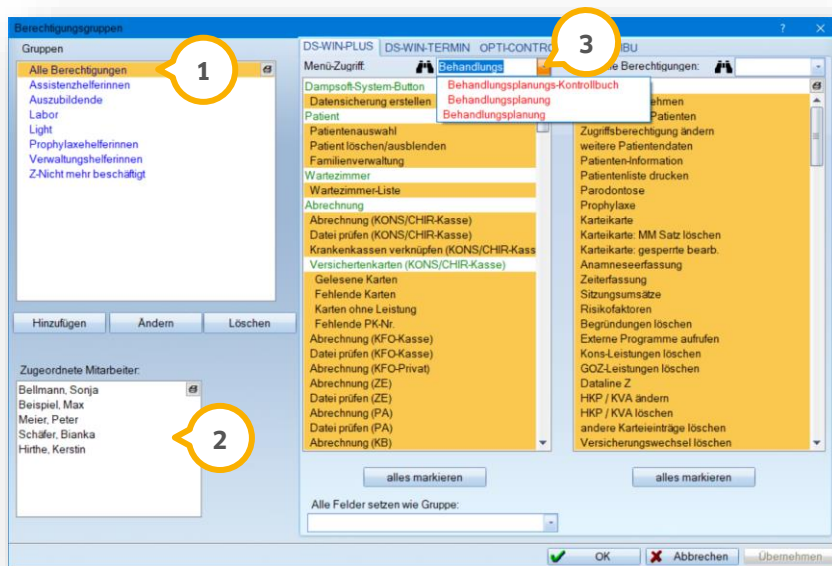 Berechtigungsgruppen
Gruppen
Alle Berechtigungen
Assistenzhelferinnen
Auszubildende
Labor
Light
Prophylaxehelferinnen
Verwaltungshelferinnen
Z-Nicht mehr beschäftigt
1
Hinzufügen Ändern Löschen
Zugeordnete Mitarbeiter:
Bellmann, Sonja
Beispiel, Max
Meier, Peter
Schäfer, Bianka
Hirthe, Kerstin
2
DS-WIN-PLUS DS-WIN-TERMIN OPTI-CONTRO BU
3
Menü-Zugriff: Behandlungs
Behandlungsplanungs-Kontrollbuch
Behandlungsplanung
Behandlungsplanung
Dampsoft-System-Button
Datensicherung erstellen
Patient
Patientenauswahl
Patient löschen/ausblenden
Familienverwaltung
Wartezimmer
Wartezimmer-Liste
Abrechnung
Abrechnung (KONS/CHIR-Kasse)
Datei prüfen (KONS/CHIR-Kasse)
Krankenkassen verknüpfen (KONS/CHIR-Kass
Versichertenkarten (KONS/CHIR-Kasse)
Gelesene Karten
Fehlende Karten
Karten ohne Leistung
Fehlende PK-Nr.
Abrechnung (KFO-Kasse)
Datei prüfen (KFO-Kasse)
Abrechnung (KFO-Privat)
Abrechnung (ZE)
Datei prüfen (ZE)
Abrechnung (PA)
Datei prüfen (PA)
Abrechnung (KB)
alles markieren
Alle Felder setzen wie Gruppe:
Berechtigungen:
ehmen
Patienten
Zugriffsberechtigung ändern
weitere Patientendaten
Patienten-Information
Patientenliste drucken
Parodontose
Prophylaxe
Karteikarte
Karteikarte: MM Satz löschen
Karteikarte: gesperrte bearb.
Anamneseerfassung
Zeiterfassung
Sitzungsumsätze
Risikofaktoren
Begründungen löschen
Externe Programme aufrufen
Kons-Leistungen löschen
GOZ-Leistungen löschen
Dataline Z
HKP / KVA ändern
HKP / KVA löschen
andere Karteieinträge löschen
Versicherungswechsel löschen
alles markieren
OK Abbrechen Übernehmen